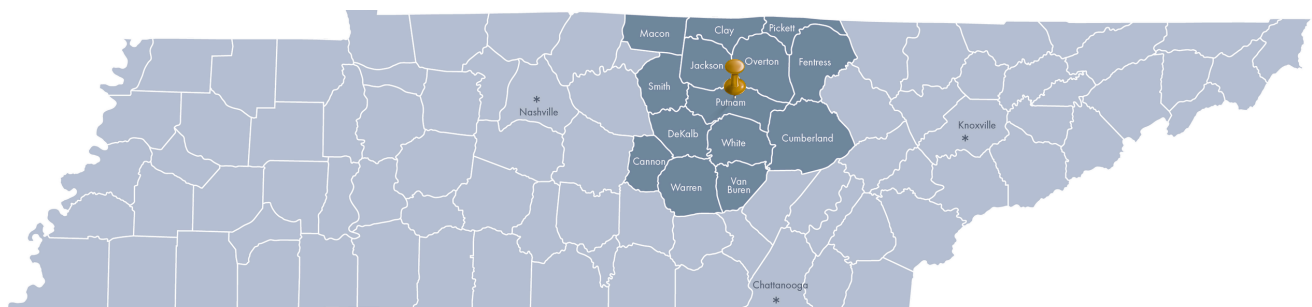 Macon
Clay
Pickett
Jackson
Overton
Fentress
Smith
Putnam
Nashville
DeKalb
White
Cumberland
Knoxville
Cannon
Warren
Van
Buren
Chattanooga